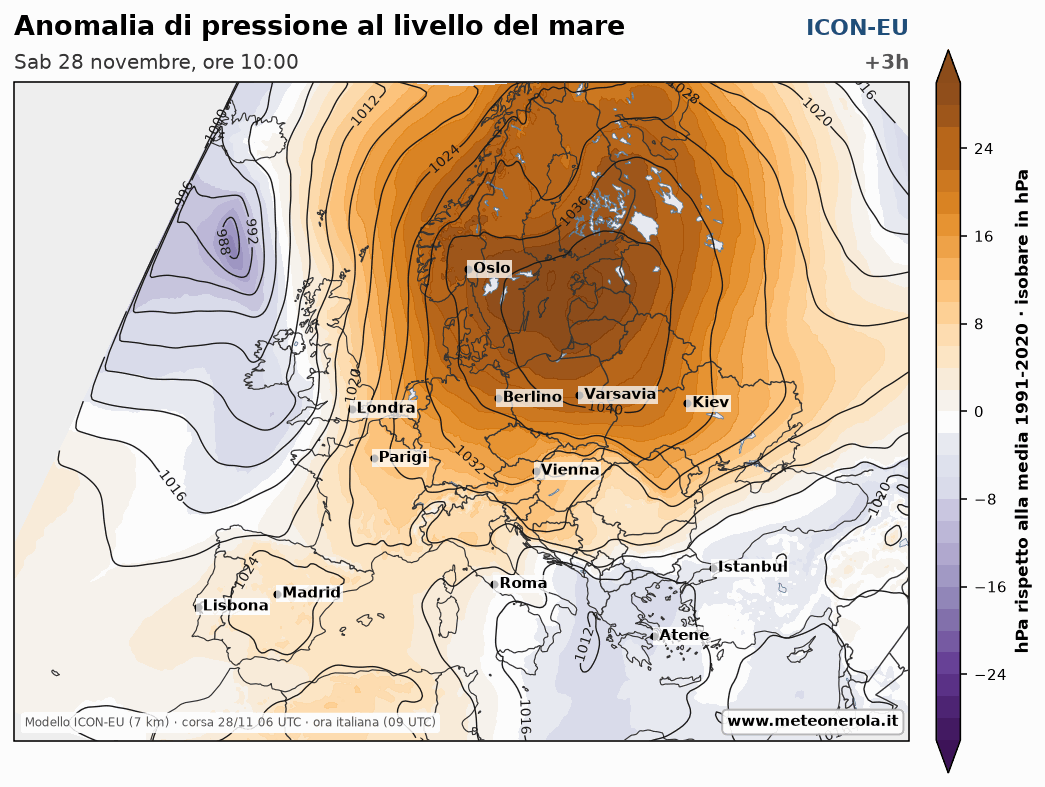 Anomalia di pressione al livello del mare
ICON-EU
Sab 28 novembre, ore 10:00
+3h
1000
1012
1028
1016
1020
1024
996
992
988
1036
Oslo
24
16
8
0
−8
−16
−24
hPa rispetto alla media 1991-2020 · isobare in hPa
1020
Londra
Berlino
Varsavia
1040
Kiev
Parigi
1032
Vienna
1016
1020
1024
Madrid
Lisbona
Roma
Istanbul
1012
Atene
1016
Modello ICON-EU (7 km) · corsa 28/11 06 UTC · ora italiana (09 UTC)
www.meteonerola.it